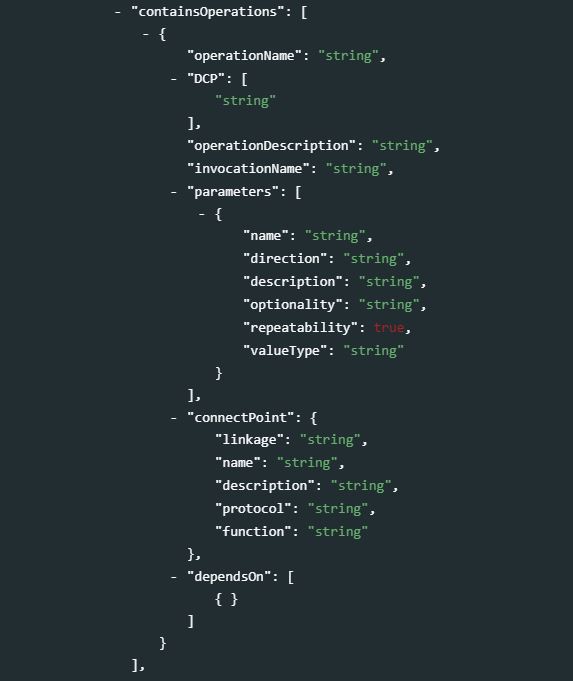 - "containsOperations": [
- {
"operationName": "string",
- "DCP": [
"string"
],
"operationDescription": "string",
"invocationName": "string",
- "parameters": [
- {
"name": "string",
"direction": "string",
"description": "string",
"optionality": "string",
"repeatability": true,
"valueType": "string"
}
],
- "connectPoint": {
"linkage": "string",
"name": "string",
"description": "string",
"protocol": "string",
"function": "string"
},
- "dependsOn": [
{ }
]
}
],